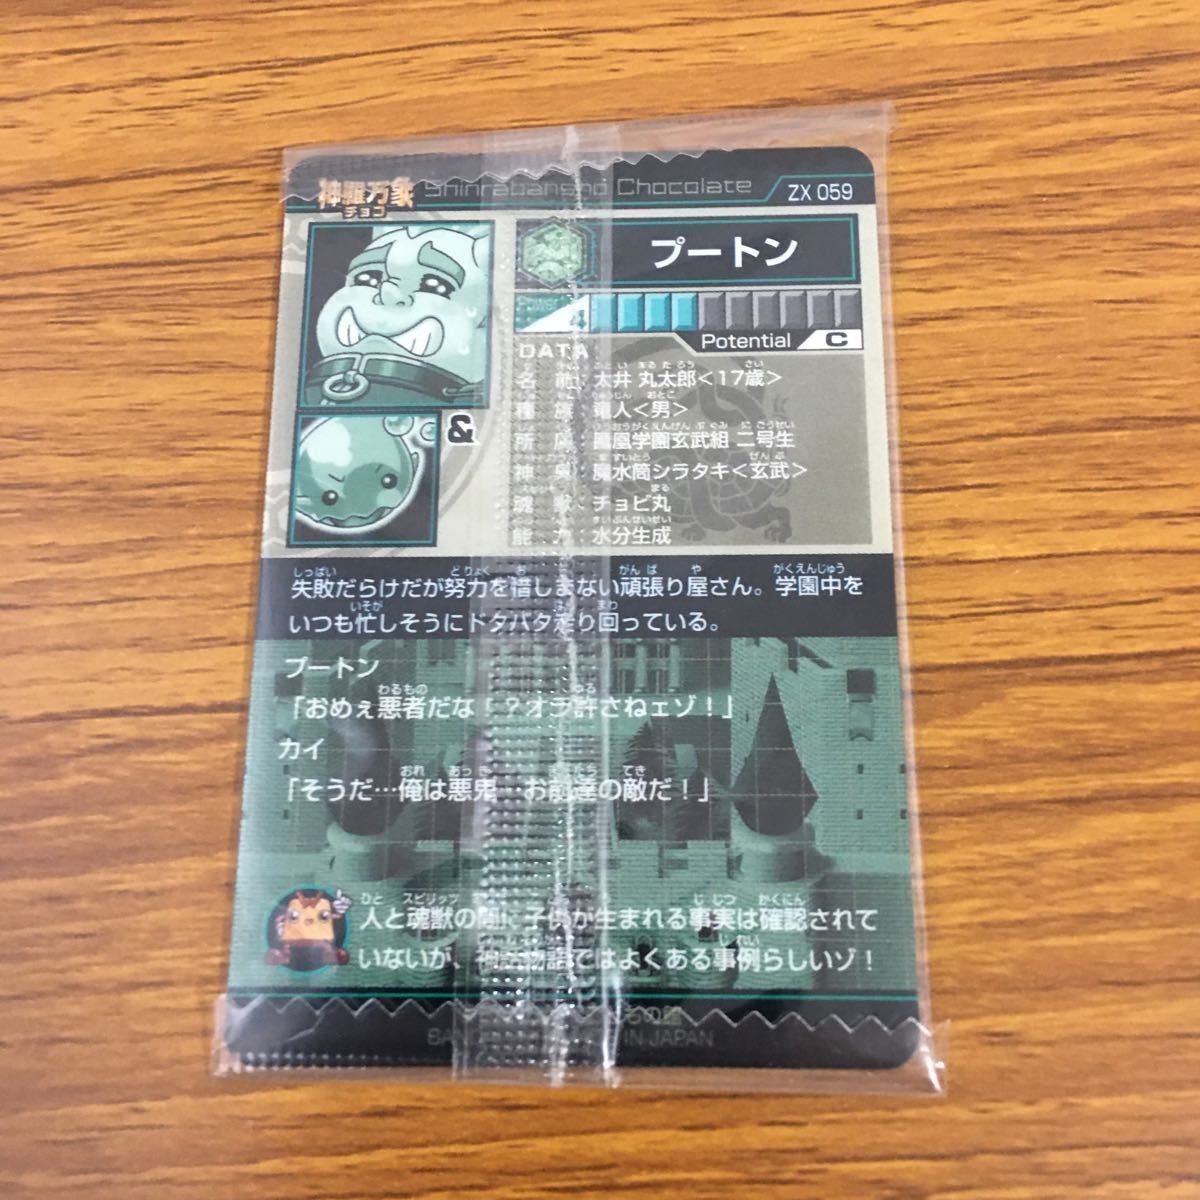 神羅万象
チョコ
Shinrabansho Chocolate
ZX 059
プートン
Power
4
Potential C
&
DATA
名前:太井 丸太郎<17歳>
種族:竜人<男>
所属:鳳凰学園玄武組 二号生
神具:魔水筒シラタキ<玄武>
魂獣:チョビ丸
能力:水分生成
失敗だらけだが努力を惜しまない頑張り屋さん。学園中を
いつも忙しそうにドタバタ走り回っている。
プートン
「おめぇ悪者だな!?オラ許さねェゾ!」
カイ
「そうだ…俺は悪鬼…お前達の敵だ!」
人と魂獣の間に子供が生まれる事実は確認されて
いないが、神話物語ではよくある事例らしいゾ!
IN JAPAN